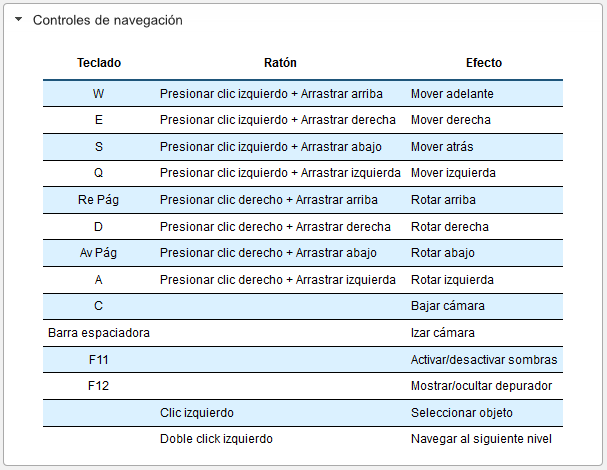 Controles de navegación
Teclado Ratón Efecto
W Presionar clic izquierdo + Arrastrar arriba Mover adelante
E Presionar clic izquierdo + Arrastrar derecha Mover derecha
S Presionar clic izquierdo + Arrastrar abajo Mover atrás
Q Presionar clic izquierdo + Arrastrar izquierda Mover izquierda
Re Pág Presionar clic derecho + Arrastrar arriba Rotar arriba
D Presionar clic derecho + Arrastrar derecha Rotar derecha
Av Pág Presionar clic derecho + Arrastrar abajo Rotar abajo
A Presionar clic derecho + Arrastrar izquierda Rotar izquierda
C Bajar cámara
Barra espaciadora Izar cámara
F11 Activar/desactivar sombras
F12 Mostrar/ocultar depurador
Clic izquierdo Seleccionar objeto
Doble click izquierdo Navegar al siguiente nivel